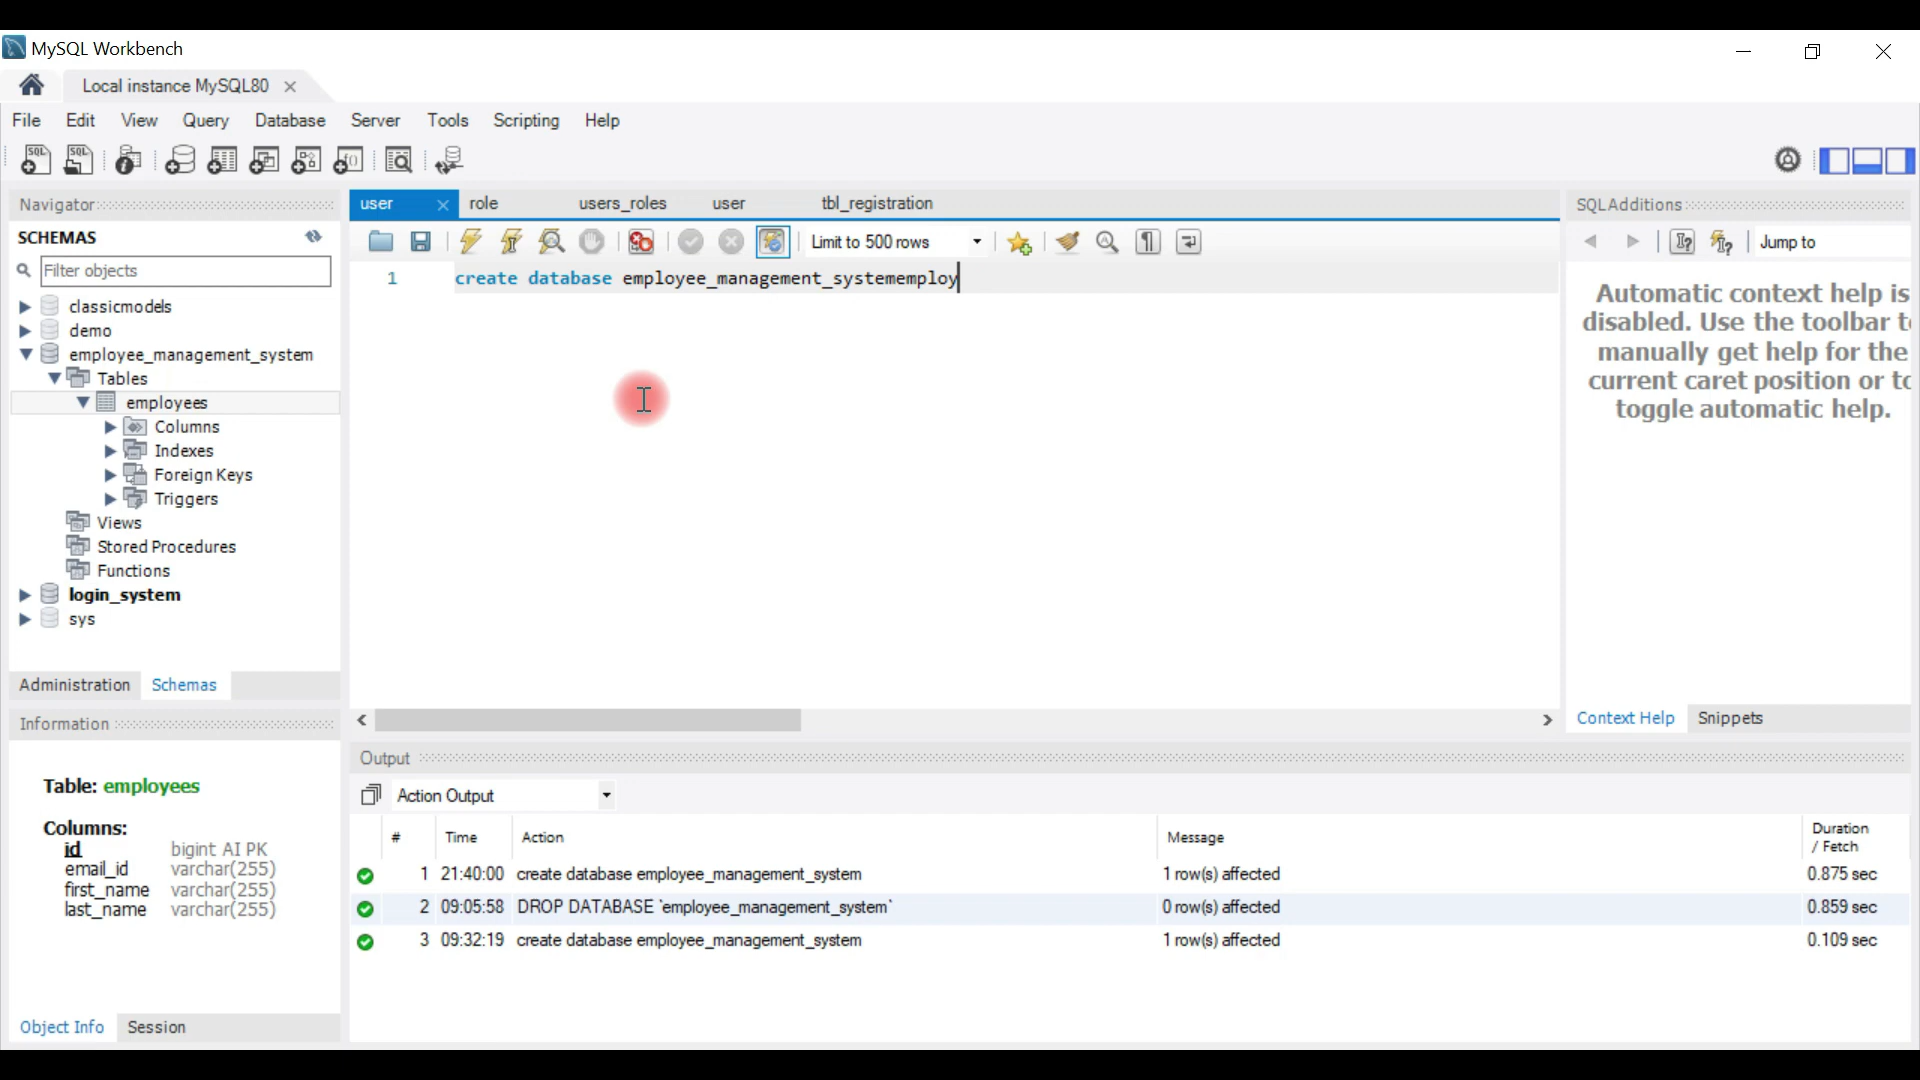 MySQL Workbench
Local instance MySQL80
File Edit View Query Database Server Tools Scripting Help
Navigator
SCHEMAS
Filter objects
classicmodels
demo
employee_management_system
Tables
employees
Columns
Indexes
Foreign Keys
Triggers
Views
Stored Procedures
Functions
login_system
sys
Administration Schemas
Information
Table: employees
Columns:
id bigint AI PK
email_id varchar(255)
first_name varchar(255)
last_name varchar(255)
Object Info Session
user role users_roles user tbl_registration
Limit to 500 rows
1 create database employee_management_systememploy
Output
Action Output
# Time Action Message Duration / Fetch
1 21:40:00 create database employee_management_system 1 row(s) affected 0.875 sec
2 09:05:58 DROP DATABASE `employee_management_system` 0 row(s) affected 0.859 sec
3 09:32:19 create database employee_management_system 1 row(s) affected 0.109 sec
SQLAdditions
Jump to
Automatic context help is
disabled. Use the toolbar
manually get help for the
current caret position or
toggle automatic help.
Context Help Snippets